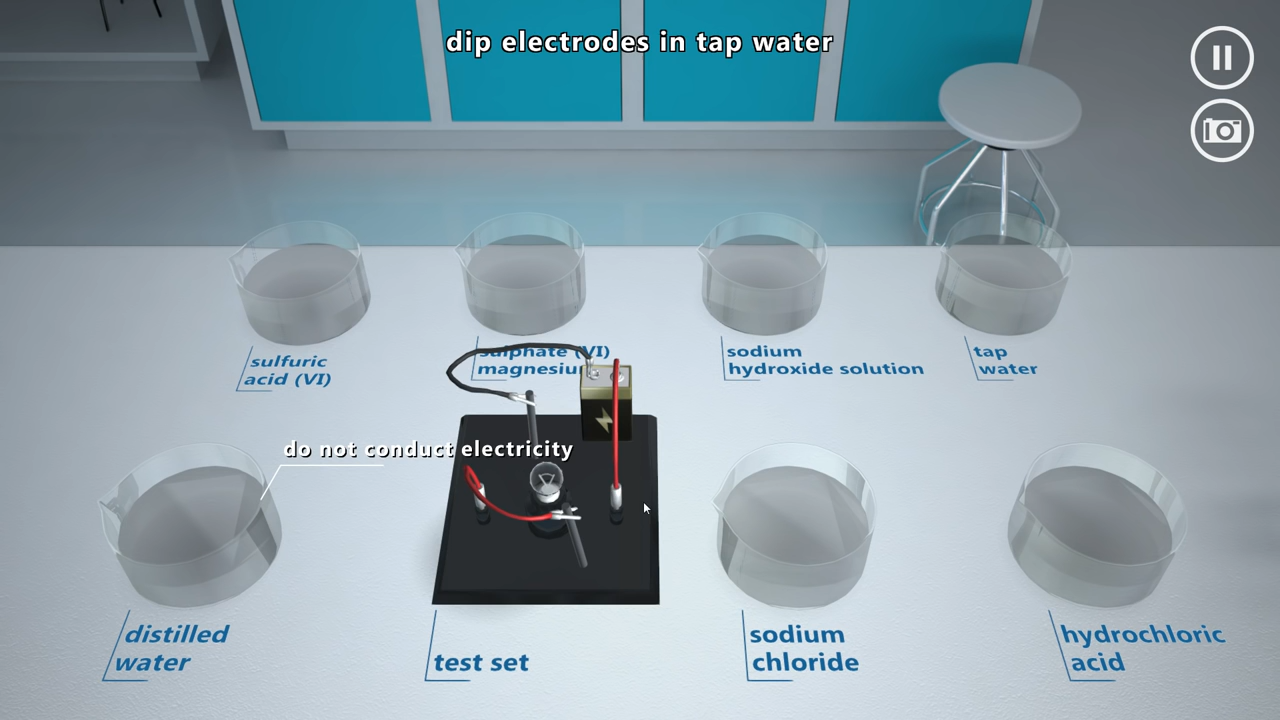 dip electrodes in tap water
sulfuric
acid (VI)
sulphate (VI)
sodium
hydroxide solution
tap
water
do not conduct electricity
distilled
water
test set
sodium
chloride
hydrochloric
acid